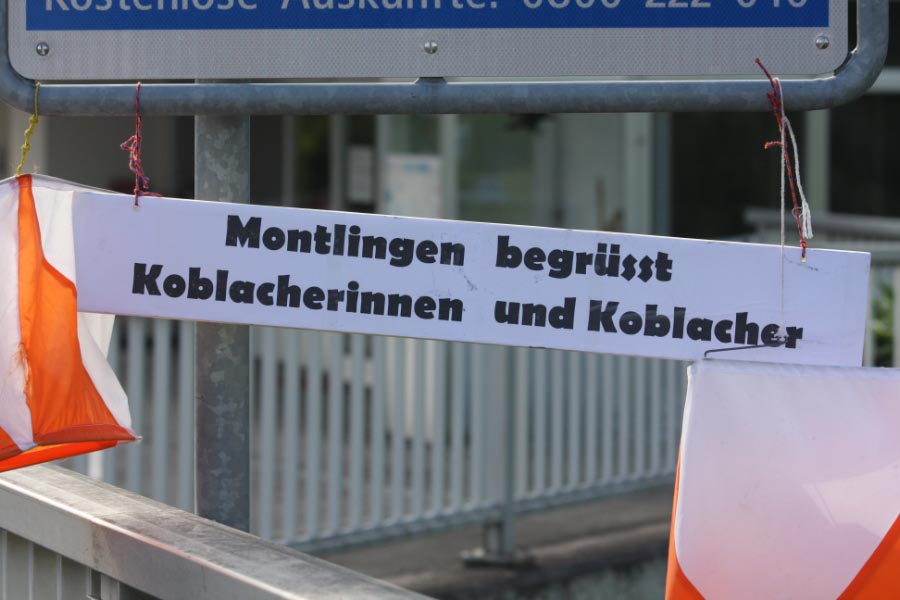 Kostenlose Auskünfte: 0800 222 040
Montlingen begrüsst
Koblacherinnen und Koblacher